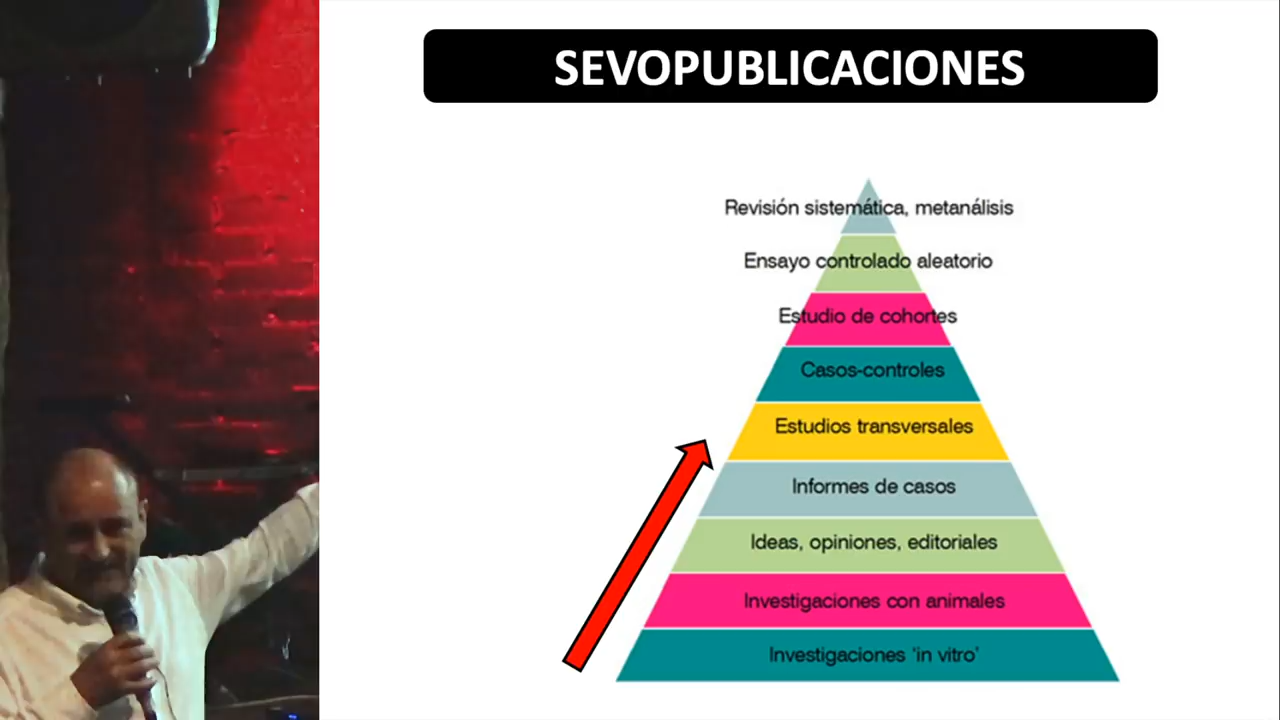 SEVOPUBLICACIONES
Revisión sistemática, metanálisis
Ensayo controlado aleatorio
Estudio de cohortes
Casos-controles
Estudios transversales
Informes de casos
Ideas, opiniones, editoriales
Investigaciones con animales
Investigaciones ‘in vitro’